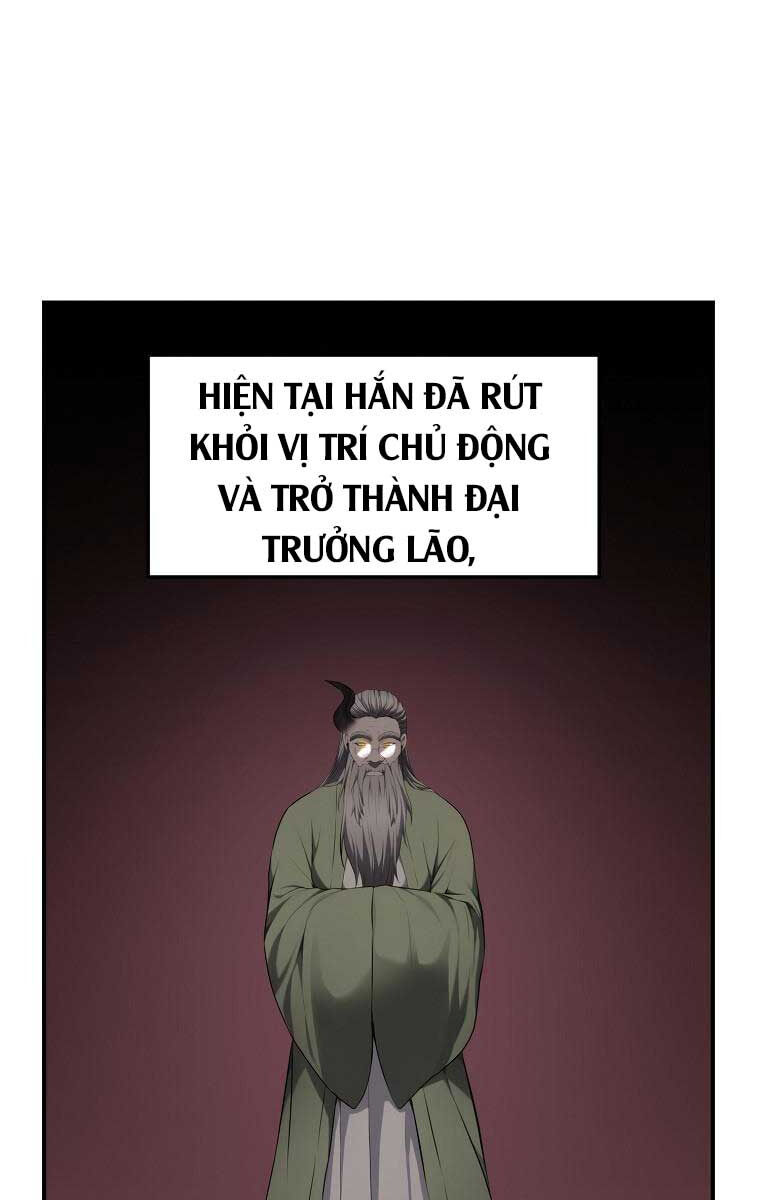 HIỆN TẠI HẮN ĐÃ RÚT
KHỎI VỊ TRÍ CHỦ ĐỘNG
VÀ TRỞ THÀNH ĐẠI
TRƯỞNG LÃO,